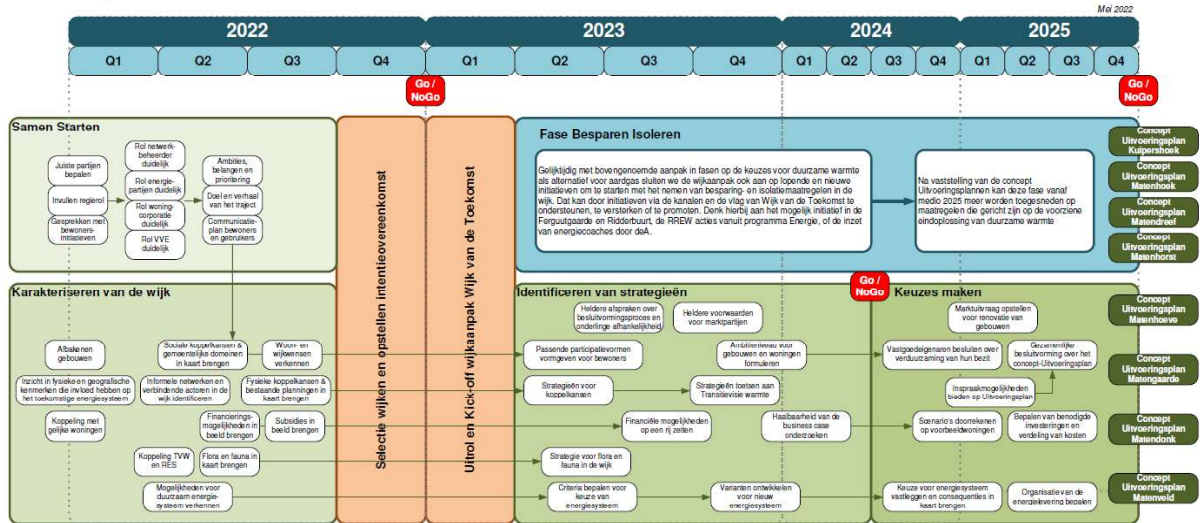 Mei 2022
2022
2023
2024
2025
Q1
Q2
Q3
Q4
Q1
Q2
Q3
Q4
Q1
Q2
Q3
Q4
Q1
Q2
Q3
Q4
Go /
NoGo
Go /
NoGo
Samen Starten
Juiste partijen
bepalen
Invullen regierol
Gesprekken met
bewoners-
initiatieven
Rol netwerk-
beheerder
duidelijk
Rol energie-
partijen duidelijk
Rol woning-
corporatie
duidelijk
Rol VVE
duidelijk
Ambities,
belangen en
prioritering
Doel en verhaal
van het traject
Communicatie-
plan bewoners
en gebruikers
Selectie wijken en opstellen intentieovereenkomst
Uitrol en Kick-off wijkaanpak Wijk van de Toekomst
Fase Besparen Isoleren
Gelijktijdig met bovengenoemde aanpak in fasen op de keuzes voor duurzame warmte
als alternatief voor aardgas sluiten we de wijkaanpak ook aan op lopende en nieuwe
initiatieven om te starten met het nemen van besparing- en isolatiemaatregelen in de
wijk. Dat kan door initiatieven via de kanalen en de vlag van Wijk van de Toekomst te
ondersteunen, te versterken of te promoten. Denk hierbij aan het mogelijk initiatief in de
Ferguutgaarde en Ridderbuurt, de RREW acties vanuit programma Energie, of de inzet
van energiecoaches door deA.
Na vaststelling van de concept
Uitvoeringsplannen kan deze fase vanaf
medio 2025 meer worden toegesneden op
maatregelen die gericht zijn op de voorziene
eindoplossing van duurzame warmte
Concept
Uitvoeringsplan
Kuipershoek
Concept
Uitvoeringsplan
Matenhoek
Concept
Uitvoeringsplan
Matendreef
Concept
Uitvoeringsplan
Matenhorst
Karakteriseren van de wijk
Afbakenen
gebouwen
Sociale koppelkansen &
gemeentelijke domeinen in
kaart brengen
Woon- en
wijkwensen
verkennen
Inzicht in fysieke en geografische
kenmerken die invloed hebben op
het toekomstige energiesysteem
Informele netwerken en
verbindende actoren in de
wijk identificeren
Fysieke koppelkansen &
bestaande planningen in
kaart brengen
Koppeling met
gelijke woningen
Financierings-
mogelijkheden in
beeld brengen
Subsidies in
beeld brengen
Koppeling TVW
en RES
Flora en fauna in
kaart brengen
Mogelijkheden voor
duurzaam energie-
systeem verkennen
Identificeren van strategieën
Go /
NoGo
Heldere afspraken over
besluitvormingsproces en
onderlinge afhankelijkheid
Heldere voorwaarden
voor marktpartijen
Passende participatievormen
vormgeven voor bewoners
Ambitieniveau voor
gebouwen en woningen
formuleren
Strategieën voor
koppelkansen
Strategieën toetsen aan
Transitievisie warmte
Financiële mogelijkheden
op een rij zetten
Haalbaarheid van de
business case
onderzoeken
Strategie voor flora en
fauna in de wijk
Criteria bepalen voor
keuze van
energiesysteem
Varianten ontwikkelen
voor nieuw
energiesysteem
Keuzes maken
Marktuitvraag opstellen
voor renovatie van
gebouwen
Vastgoedeigenaren besluiten over
verduurzaming van hun bezit
Gezamenlijke
besluitvorming over het
concept-Uitvoeringsplan
Inspraakmogelijkheden
bieden op Uitvoeringsplan
Scenario's doorrekenen
op voorbeeldwoningen
Bepalen van benodigde
investeringen en
verdeling van kosten
Keuze voor energiesysteem
vastleggen en consequenties in
kaart brengen
Organisatie van de
energielevering bepalen
Concept
Uitvoeringsplan
Matenhoeve
Concept
Uitvoeringsplan
Matengaarde
Concept
Uitvoeringsplan
Matendonk
Concept
Uitvoeringsplan
Matenveld